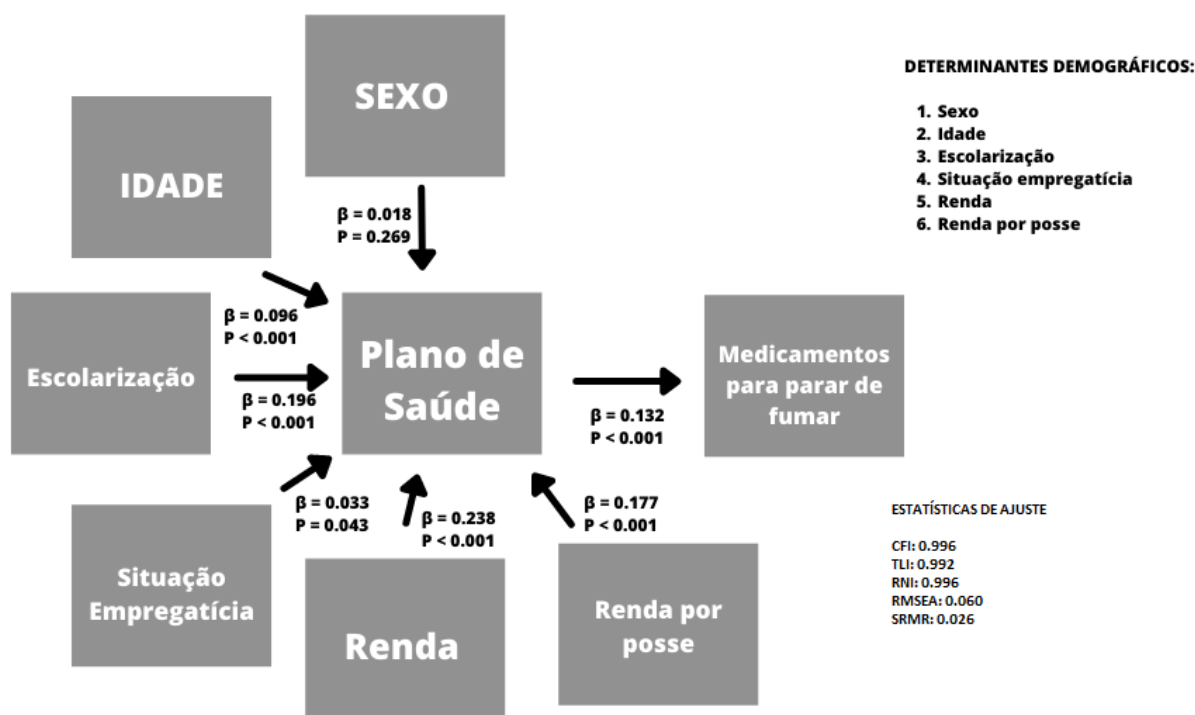 SEXO
DETERMINANTES DEMOGRÁFICOS:
1. Sexo
2. Idade
3. Escolarização
4. Situação empregatícia
5. Renda
6. Renda por posse
IDADE
β = 0.018
P = 0.269
β = 0.096
P < 0.001
Escolarização
β = 0.196
P < 0.001
Plano de
Saúde
β = 0.132
P < 0.001
Medicamentos
para parar de
fumar
Situação
Empregatícia
β = 0.033
P = 0.043
Renda
β = 0.238
P < 0.001
Renda por
posse
β = 0.177
P < 0.001
ESTATÍSTICAS DE AJUSTE
CFI: 0.996
TLI: 0.992
RNI: 0.996
RMSEA: 0.060
SRMR: 0.026